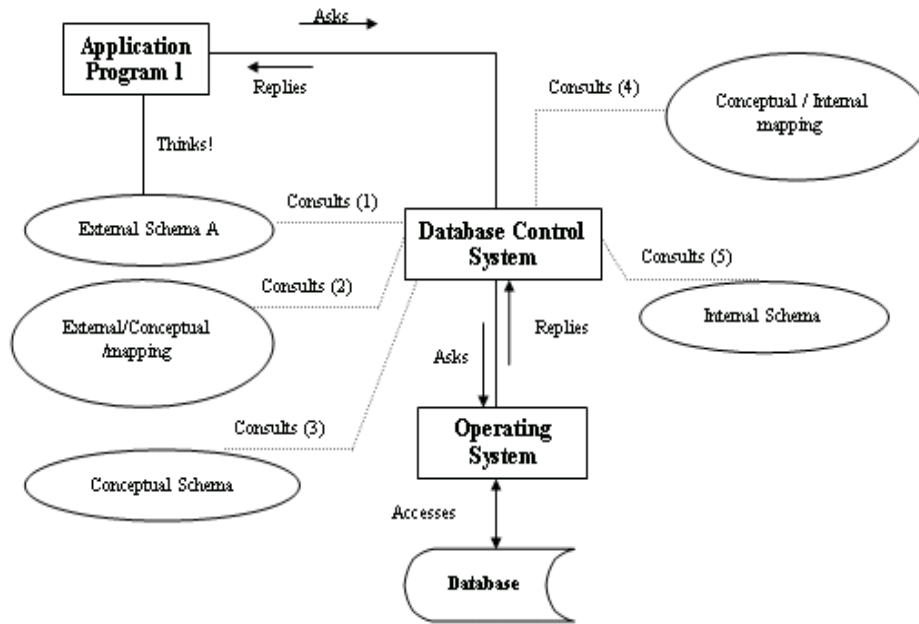 Asks
Application
Program 1
Replies
Consults (4)
Conceptual / Internal
mapping
Thinks!
Consults (1)
External Schema A
Database Control
System
Consults (5)
Consults (2)
Internal Schema
External/Conceptual
/mapping
Replies
Asks
Consults (3)
Operating
System
Conceptual Schema
Accesses
Database